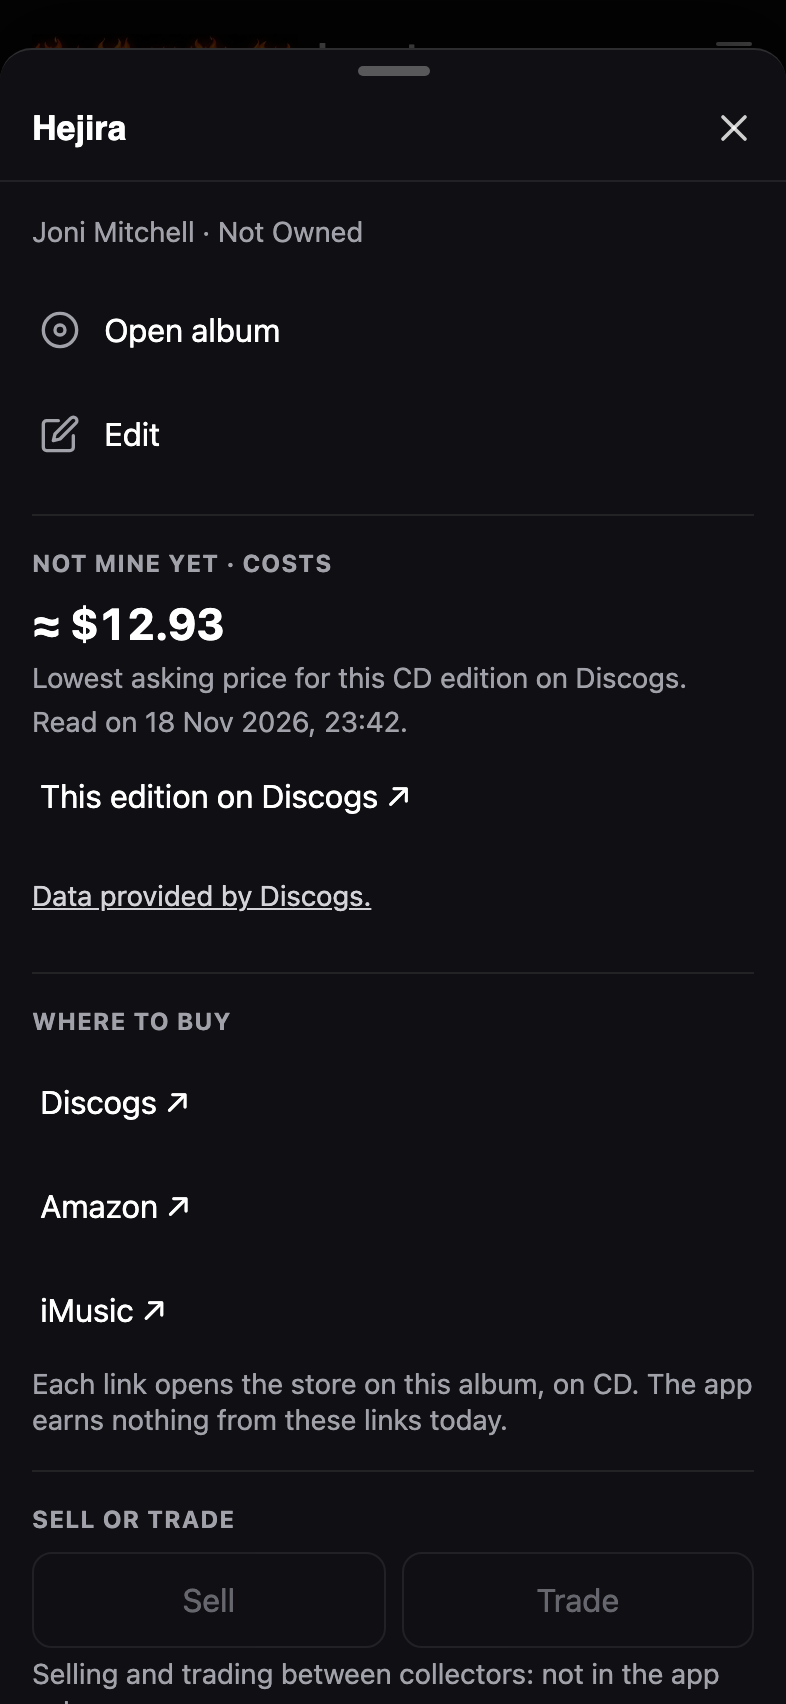 Hejira
Joni Mitchell · Not Owned
Open album
Edit
NOT MINE YET · COSTS
≈ $12.93
Lowest asking price for this CD edition on Discogs.
Read on 18 Nov 2026, 23:42.
This edition on Discogs ↗
Data provided by Discogs.
WHERE TO BUY
Discogs ↗
Amazon ↗
iMusic ↗
Each link opens the store on this album, on CD. The app
earns nothing from these links today.
SELL OR TRADE
Sell
Trade
Selling and trading between collectors: not in the app